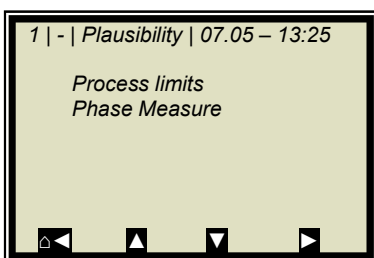 1 | - | Plausibility | 07.05 – 13:25
Process limits
Phase Measure